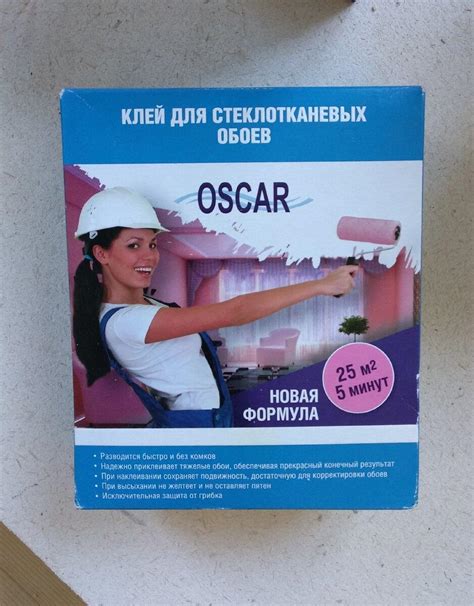 КЛЕЙ ДЛЯ СТЕКЛОТКАНЕВЫХ
ОБОЕВ
OSCAR
25 м2
5 минут
НОВАЯ
ФОРМУЛА
• Разводится быстро и без комков
• Надежно приклеивает тяжелые обои, обеспечивая прекрасный конечный результат
• При наклеивании сохраняет подвижность, достаточную для корректировки обоев
• При высыхании не желтеет и не оставляет пятен
• Исключительная защита от грибка